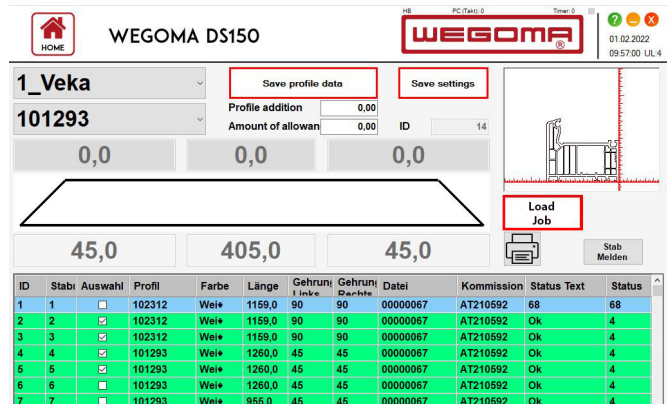 HB PC (Takt): 0 Timer: 0
HOME WEGOMA DS150 WEGOMA® ? 01.02.2022
09:57:00 UL:4
1_Veka Save profile data Save settings
101293 Profile addition 0,00
Amount of allowan 0,00 ID 14
0,0 0,0 0,0
Load
Job
45,0 405,0 45,0 Stab
Melden
ID Stab Auswahl Profil Farbe Länge Gehrung Links Gehrung Rechts Datei Kommission Status Text Status
1 1 102312 Wei 1159,0 90 90 00000067 AT210592 68 68
2 2 102312 Wei 1159,0 90 90 00000067 AT210592 Ok 4
3 3 102312 Wei 1159,0 90 90 00000067 AT210592 Ok 4
4 4 101293 Wei 1260,0 45 45 00000067 AT210592 Ok 4
5 5 101293 Wei 1260,0 45 45 00000067 AT210592 Ok 4
6 6 101293 Wei 1260,0 45 45 00000067 AT210592 Ok 4
7 7 101293 Wei 955,0 45 45 00000067 AT210592 Ok 4